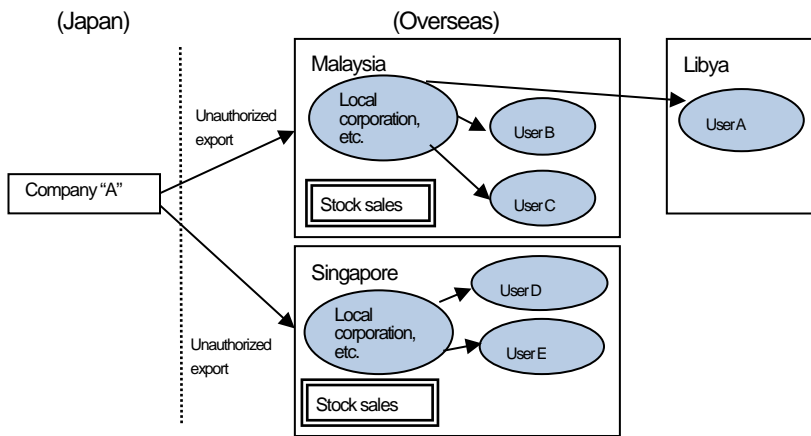 (Japan)
(Overseas)
Malaysia
Libya
Local
corporation,
etc.
User A
User B
Unauthorized
export
Company “A”
User C
Stock sales
Singapore
User D
Local
corporation,
etc.
User E
Unauthorized
export
Stock sales